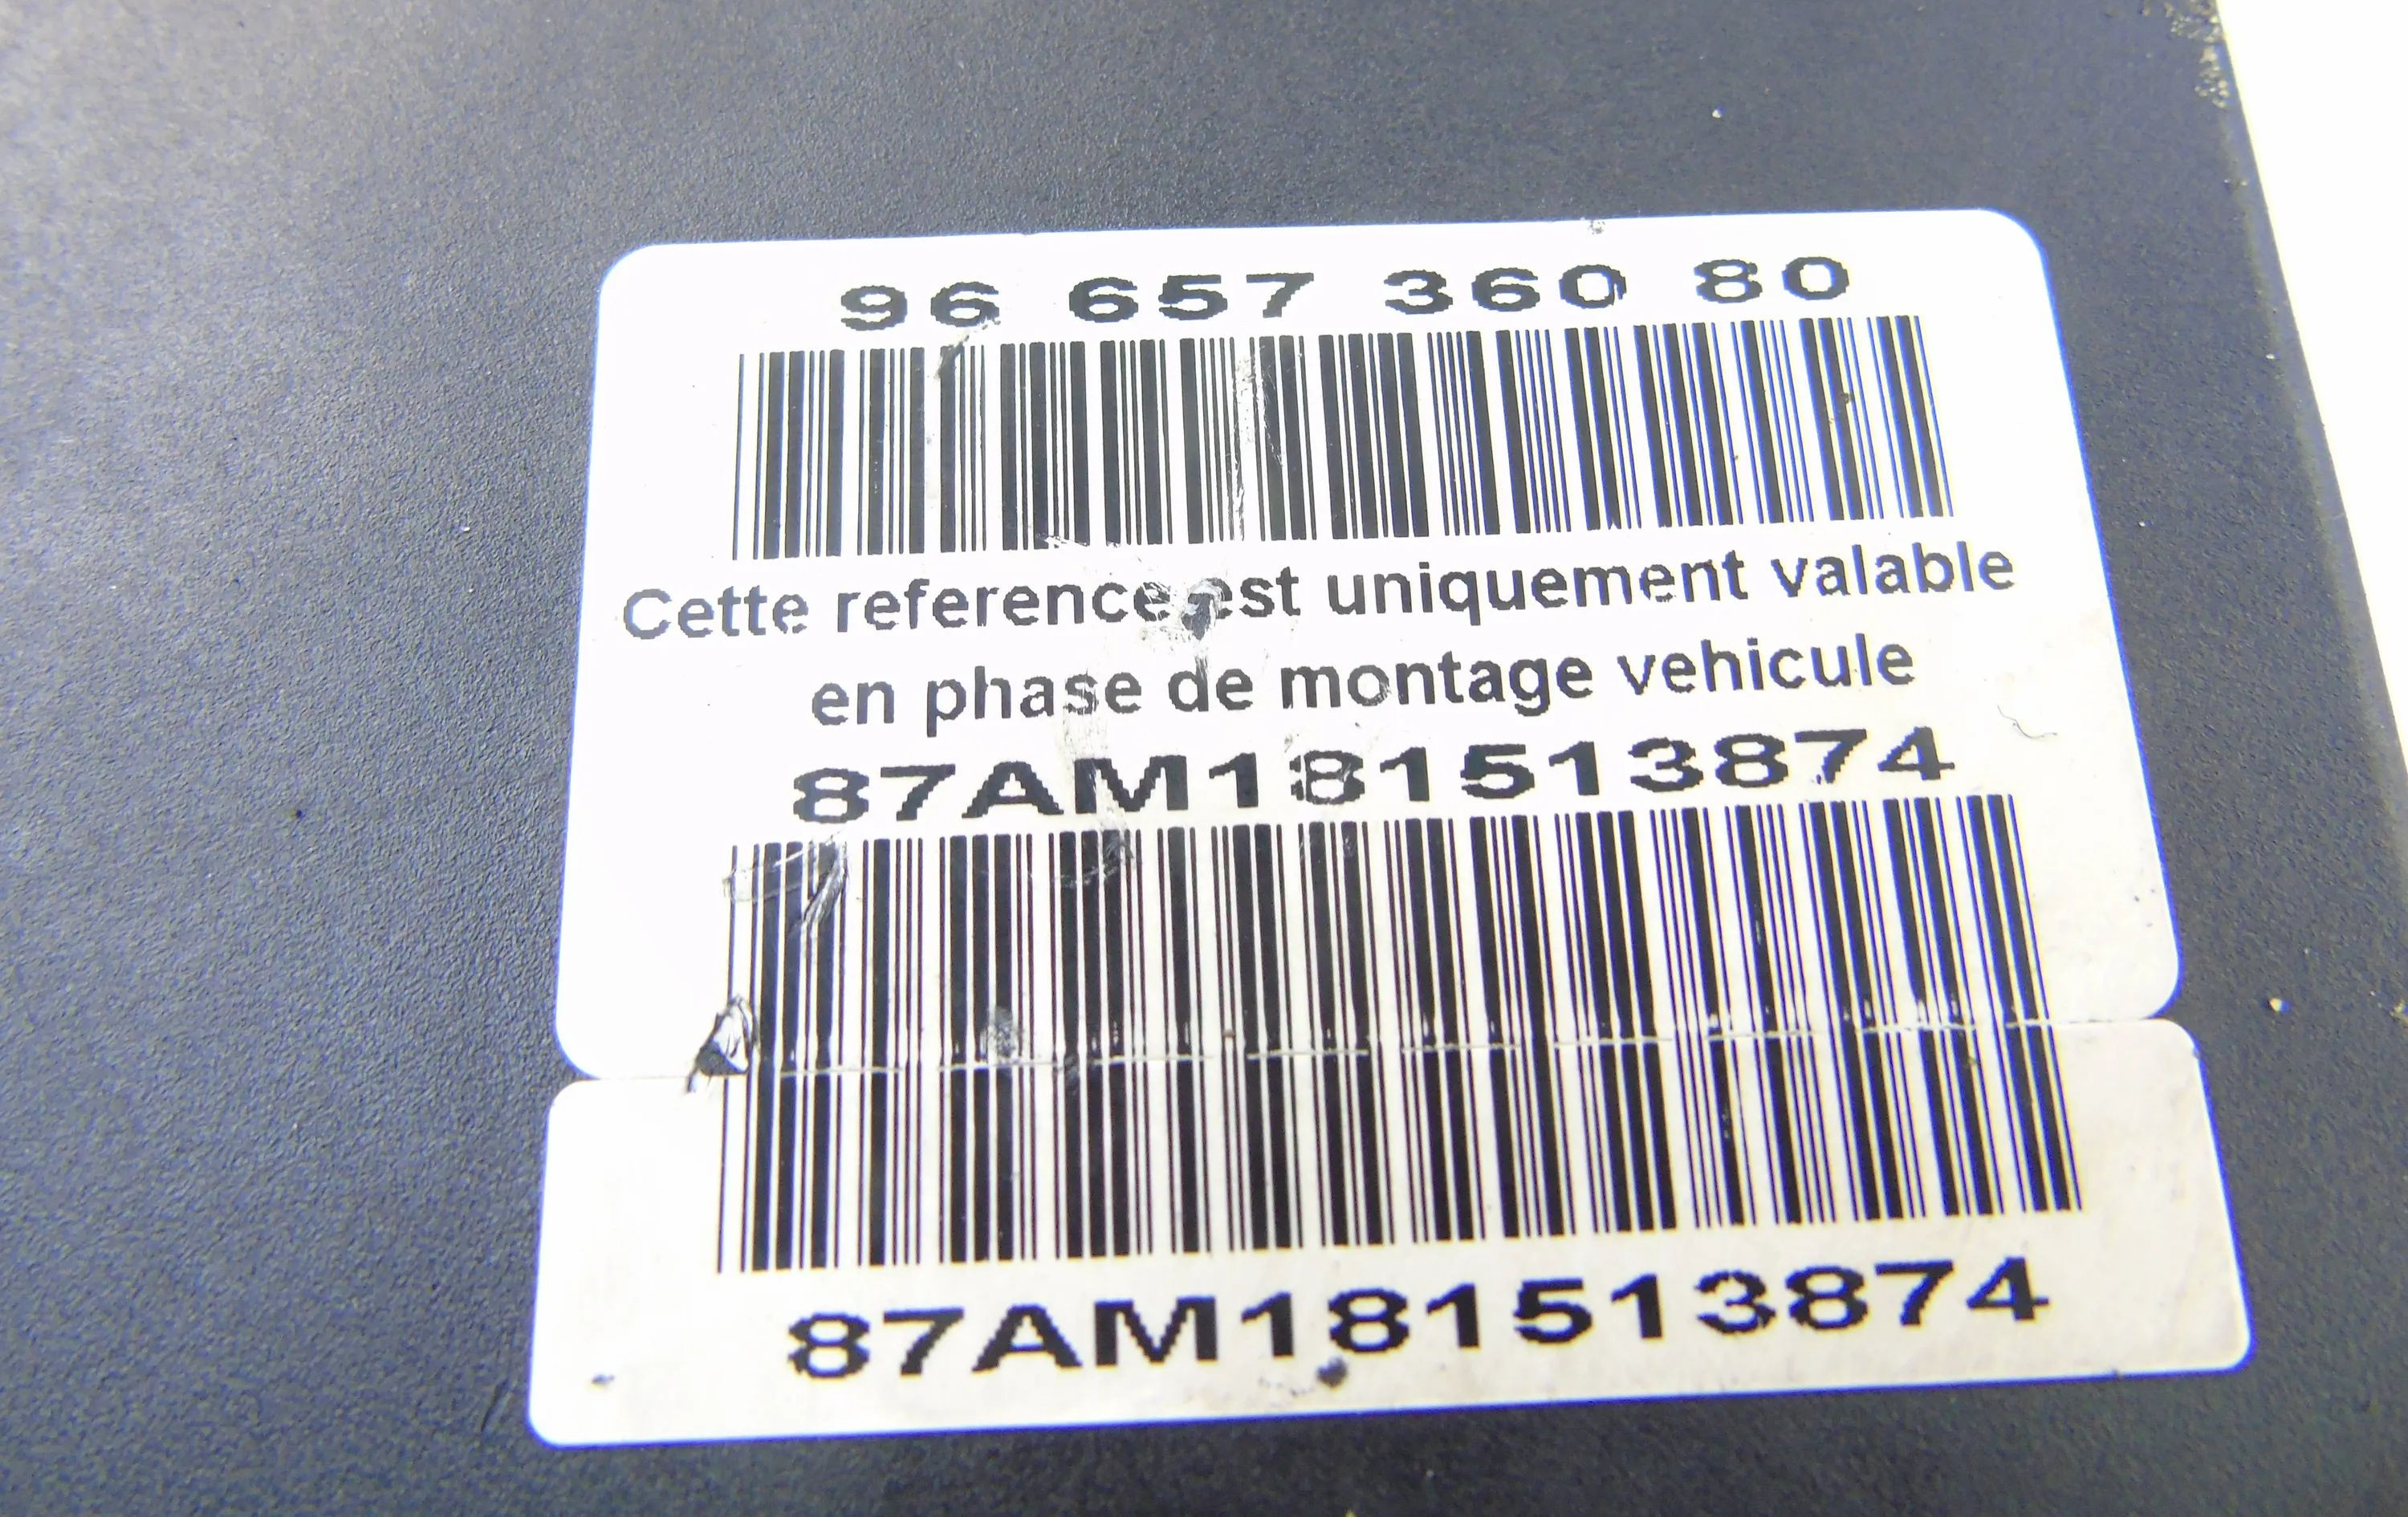 96 657 360 80
Cette reference est uniquement valable
en phase de montage vehicule
87AM181513874
87AM181513874